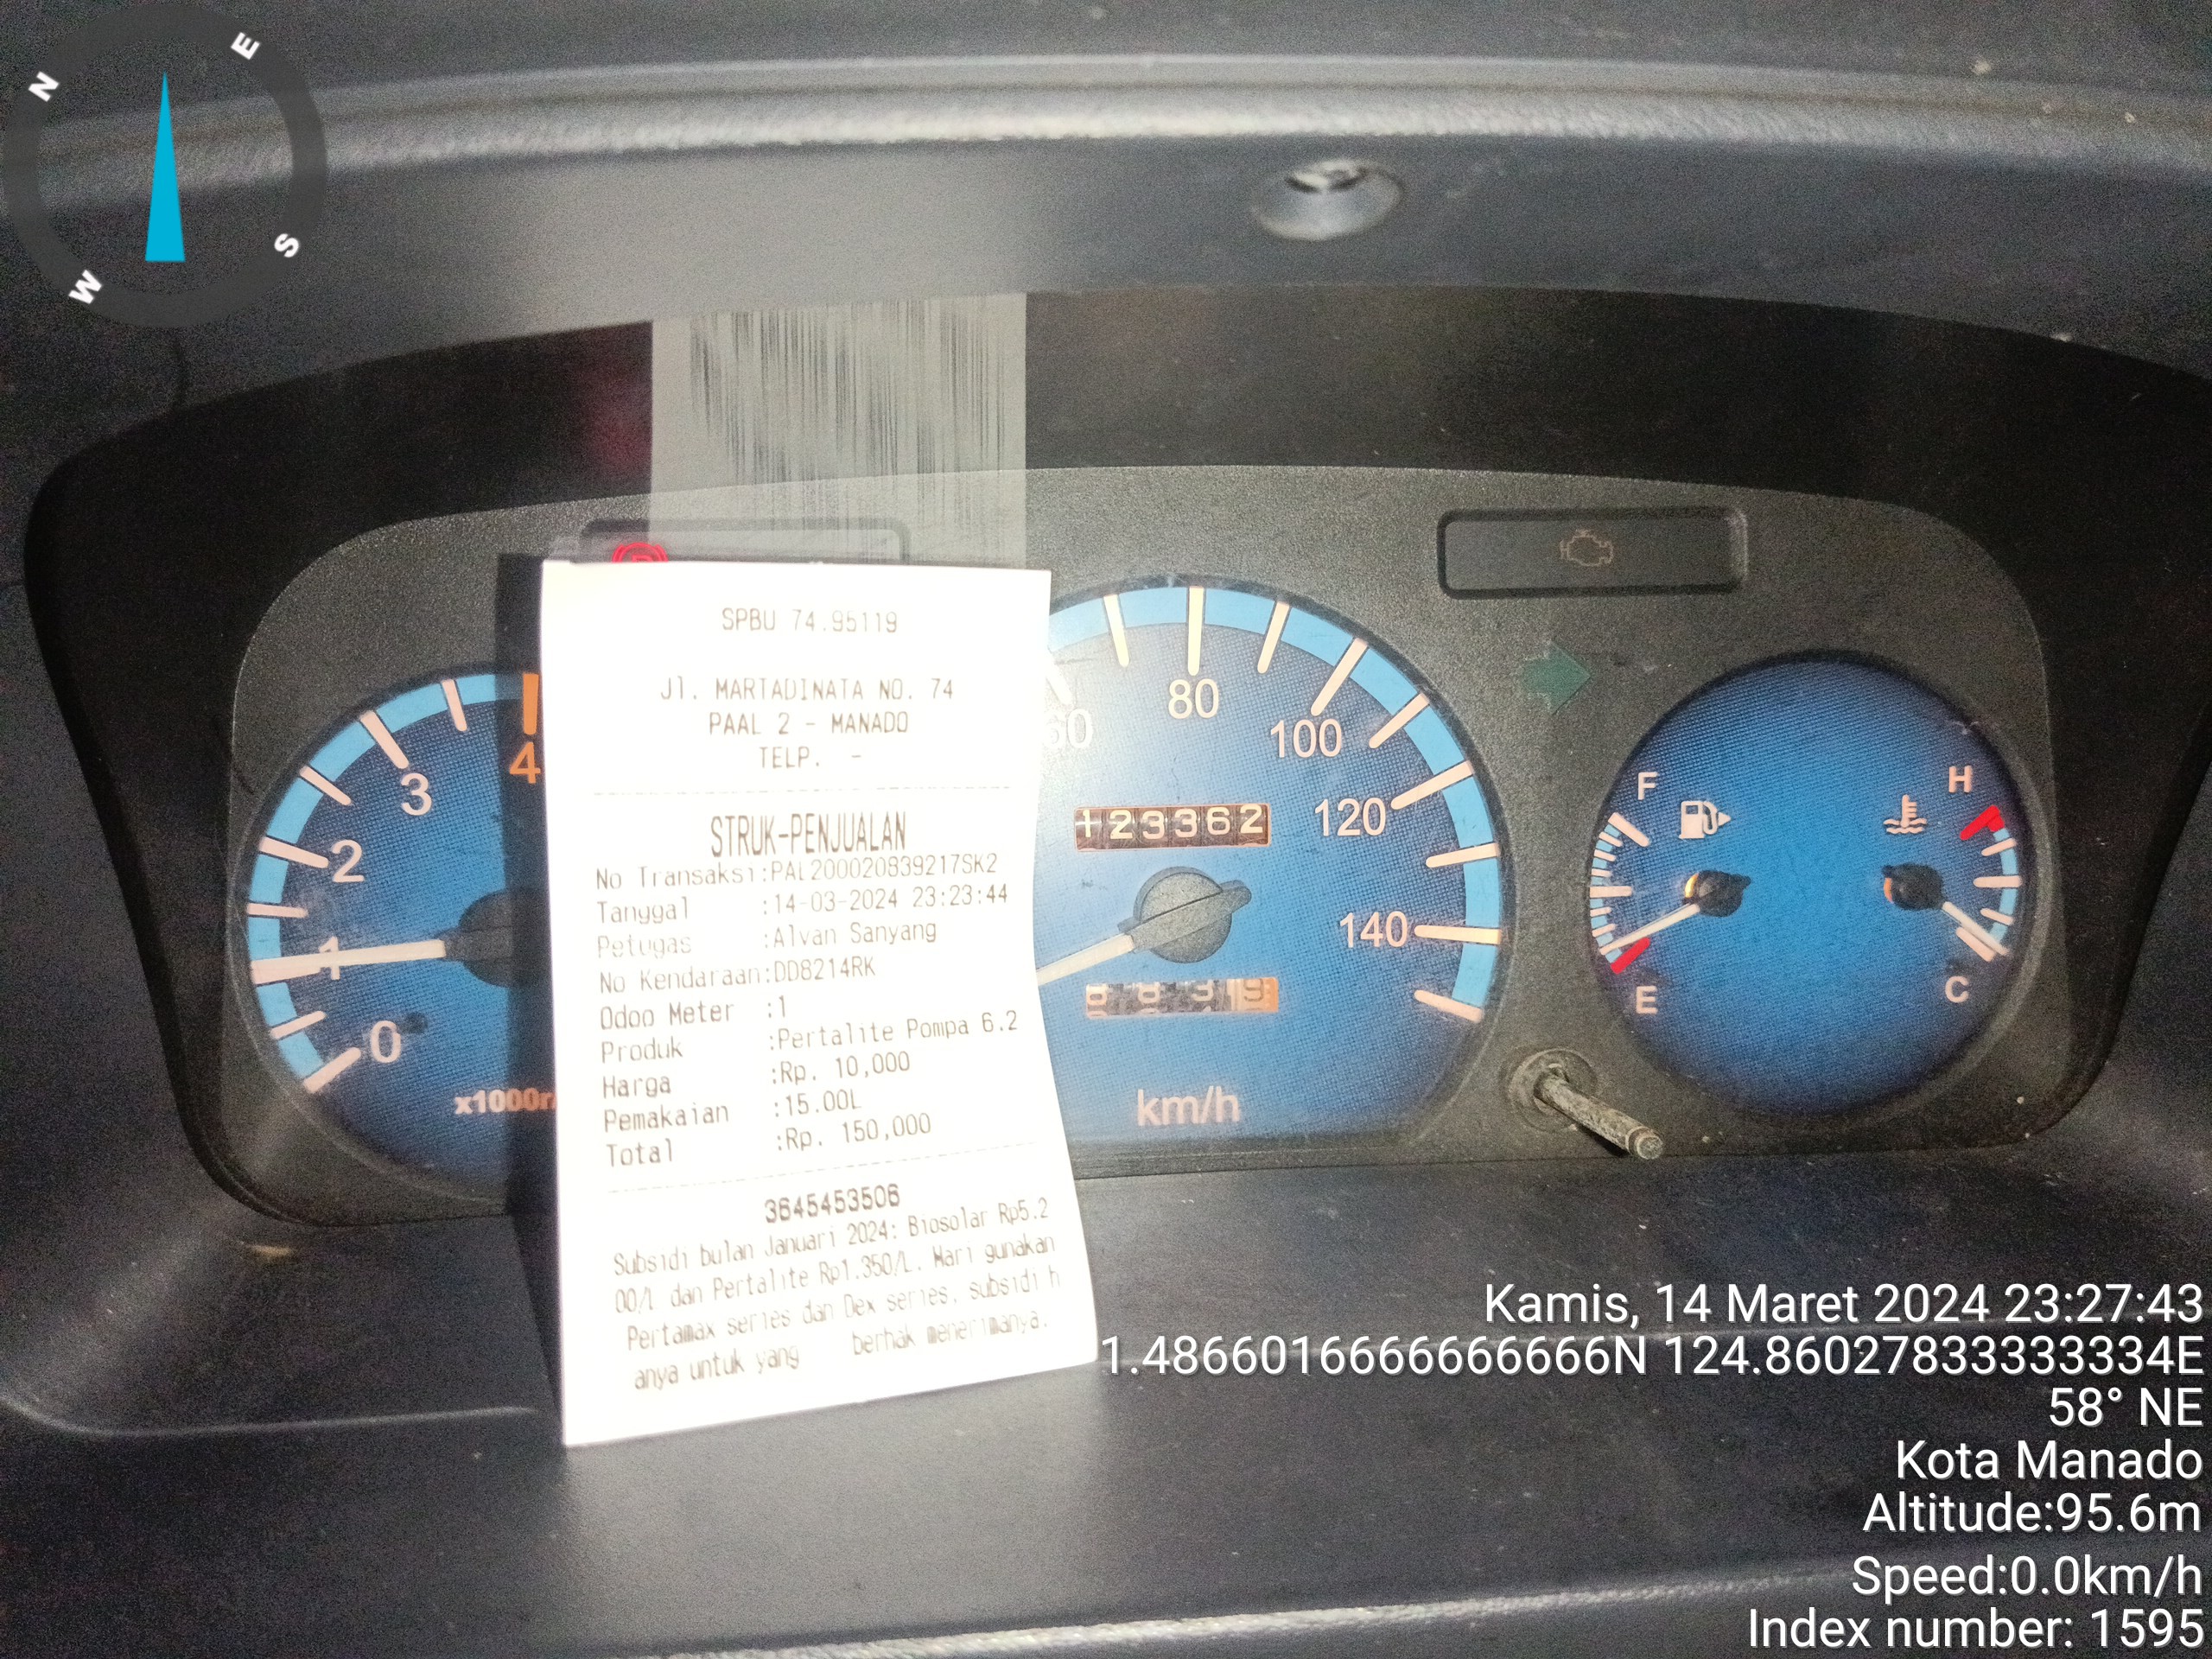 N
E
S
W
SPBU 74.95119
Jl. MARTADINATA NO. 74
PAAL 2 - MANADO
TELP. -
STRUK-PENJUALAN
No Transaksi:PAL200020839217SK2
Tanggal :14-03-2024 23:23:44
Petugas :Alvan Sanyang
No Kendaraan:DD8214RK
Odoo Meter :1
Produk :Pertalite Pompa 6.2
Harga :Rp. 10,000
Pemakaian :15.00L
Total :Rp. 150,000
3645453506
Subsidi bulan Januari 2024: Biosolar Rp5.2
00/L dan Pertalite Rp1.350/L. Mari gunakan
Pertamax series dan Dex series, subsidi h
anya untuk yang berhak menerimanya.
0
1
2
3
4
x1000r/
60
80
100
120
140
123362
km/h
F
E
H
C
Kamis, 14 Maret 2024 23:27:43
1.4866016666666666N 124.86027833333334E
58° NE
Kota Manado
Altitude:95.6m
Speed:0.0km/h
Index number: 1595